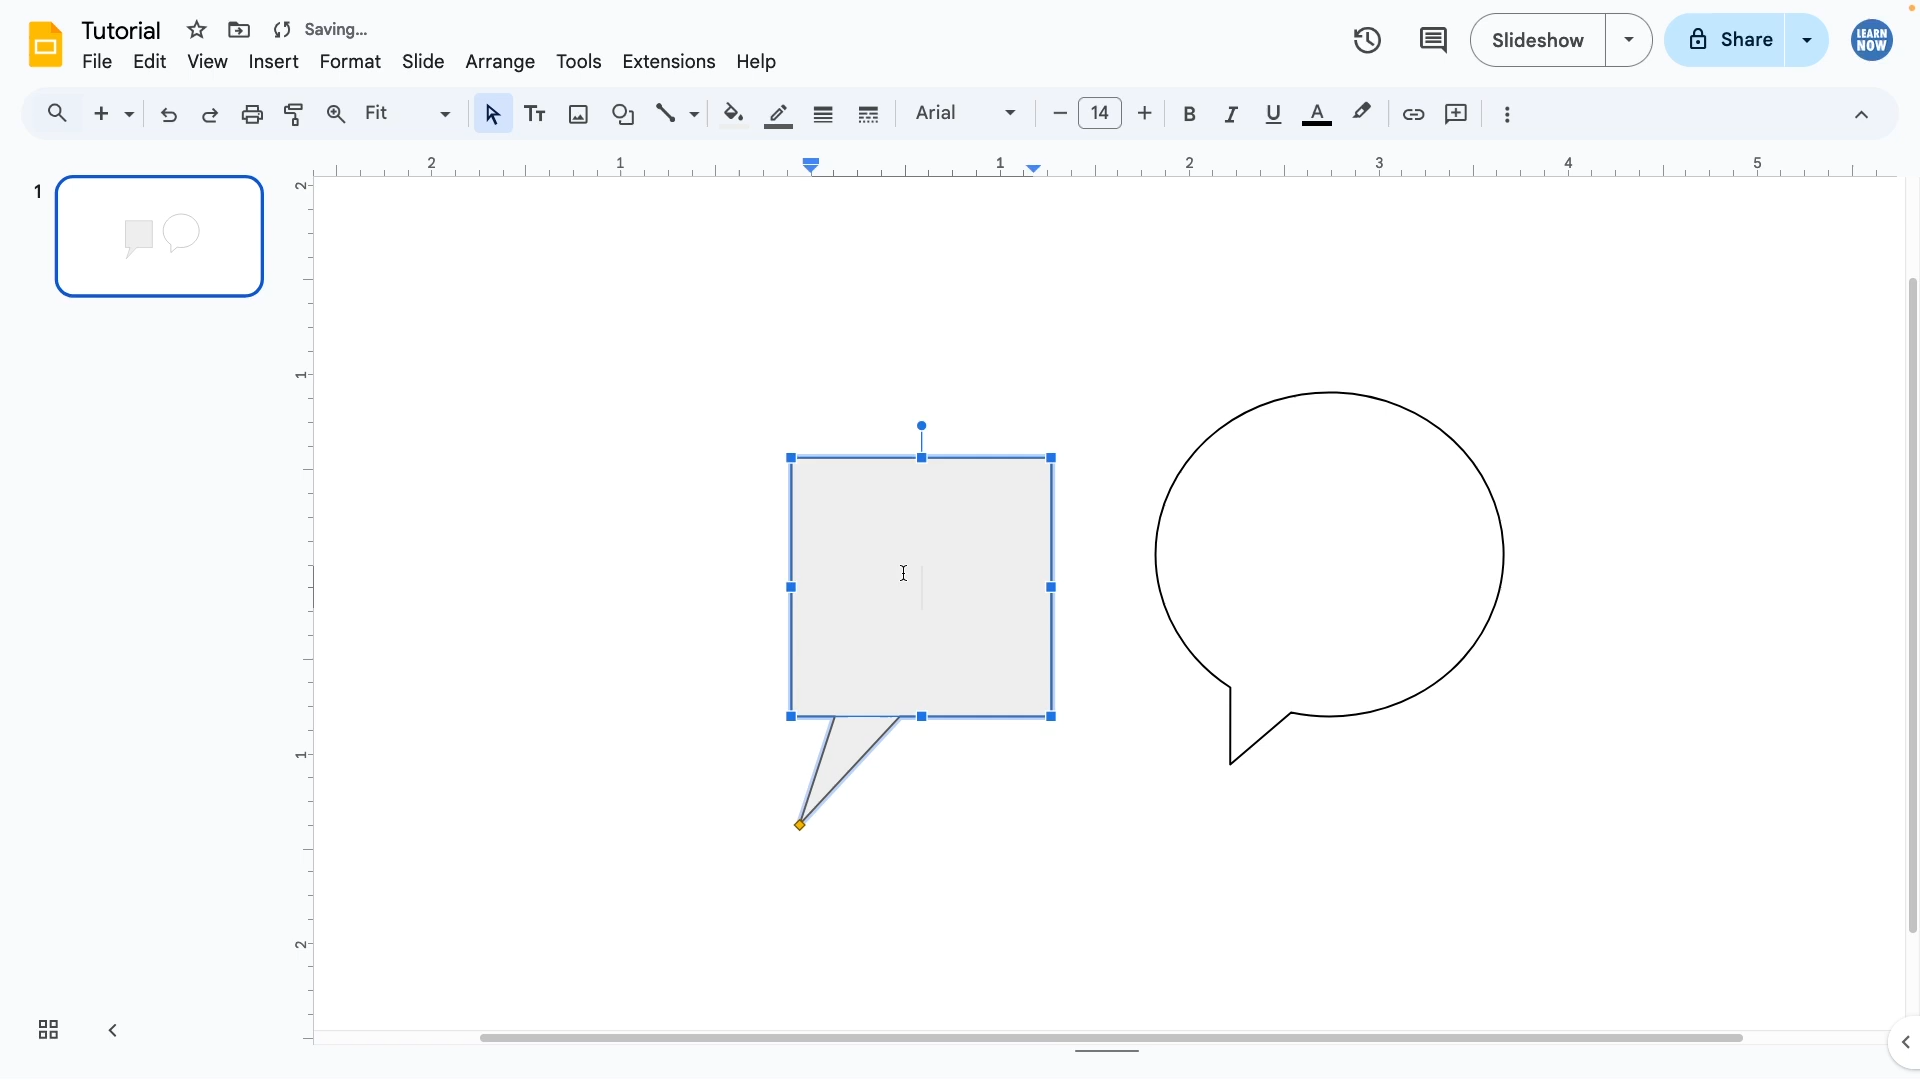 Tutorial Saving...
File Edit View Insert Format Slide Arrange Tools Extensions Help
Slideshow Share LEARN
NOW
Fit Arial 14 B I U A
2 1 1 2 3 4 5
1
2
1
1
2